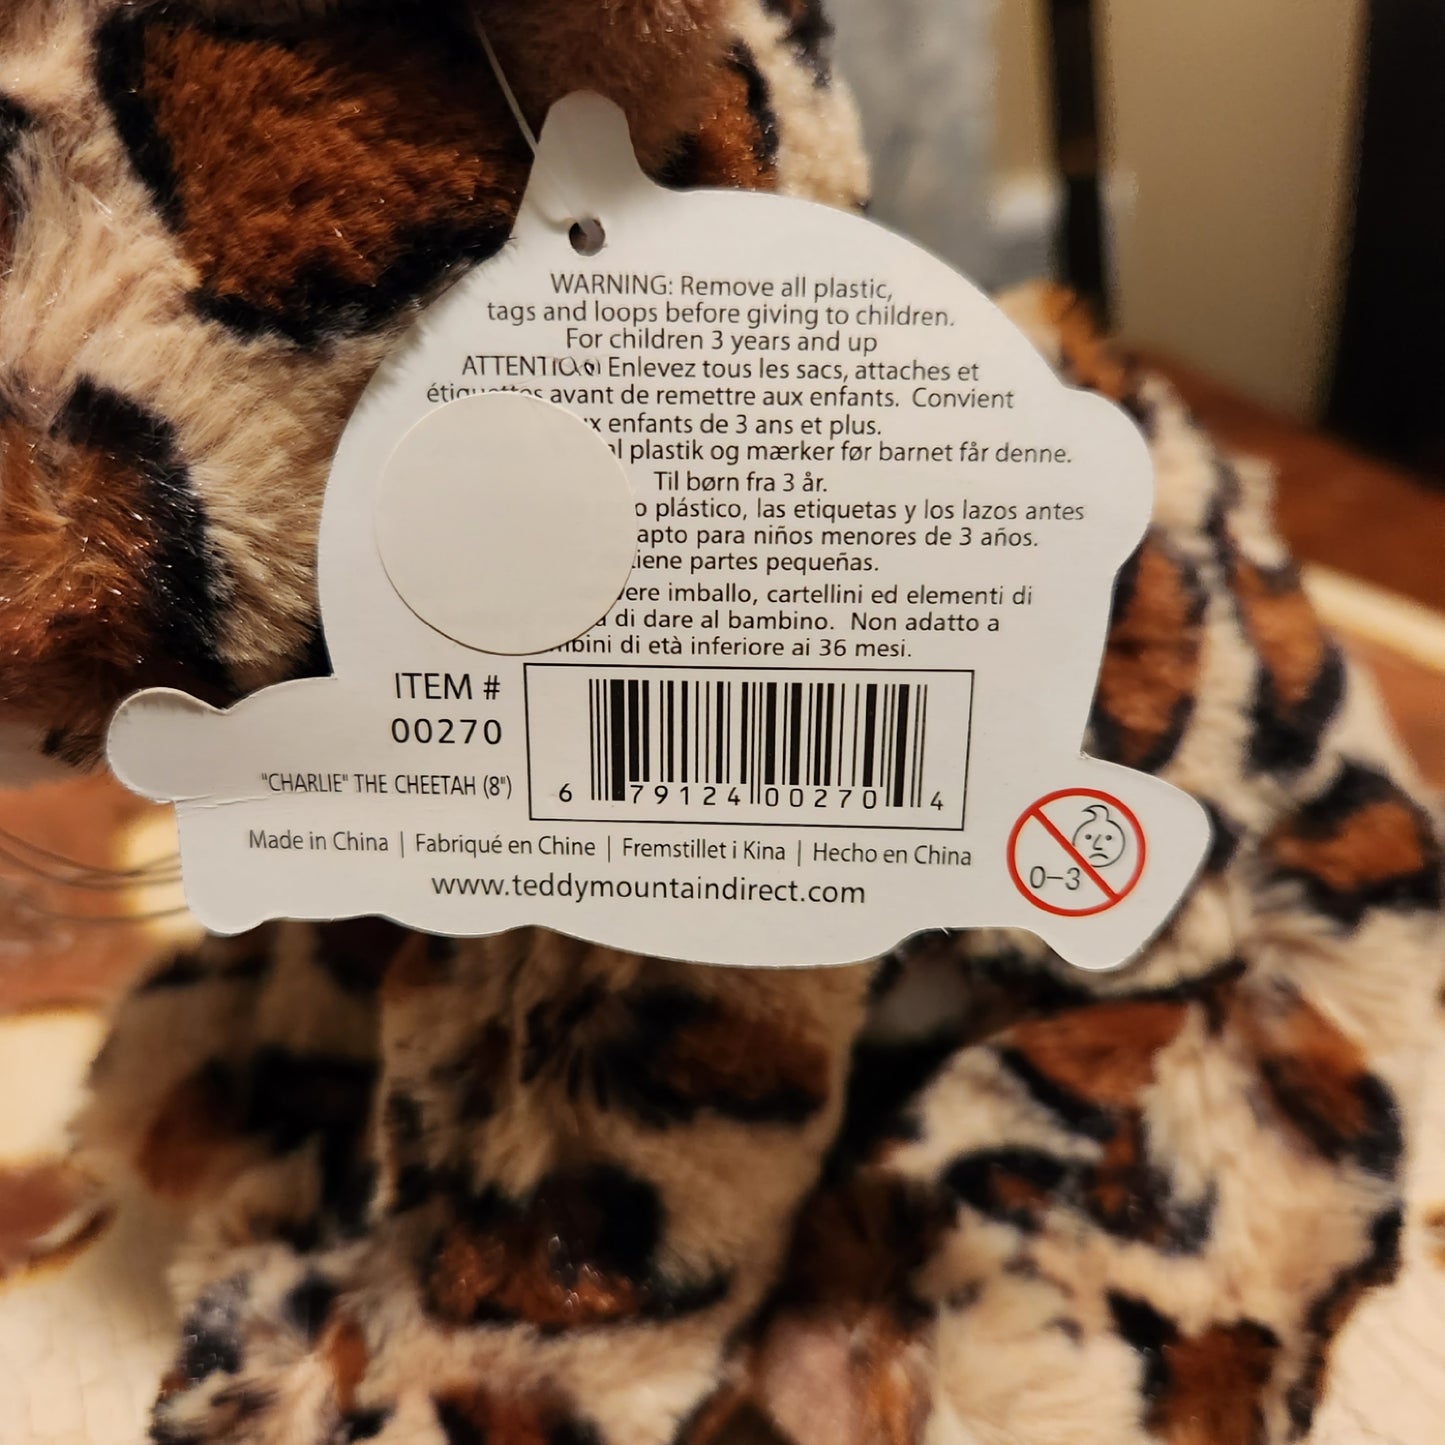 WARNING: Remove all plastic,
tags and loops before giving to children.
For children 3 years and up
Enlevez tous les sacs, attaches et
avant de remettre aux enfants. Convient
enfants de 3 ans et plus.
plastik og mærker før barnet får denne.
Til børn fra 3 år.
plástico, las etiquetas y los lazos antes
apto para niños menores de 3 años.
partes pequeñas.
imballo, cartellini ed elementi di
di dare al bambino. Non adatto a
di età inferiore ai 36 mesi.
ITEM #
00270
"CHARLIE" THE CHEETAH (8")
6 79124 00270 4
Made in China | Fabriqué en Chine | Fremstillet i Kina | Hecho en China
www.teddymountaindirect.com
0-3